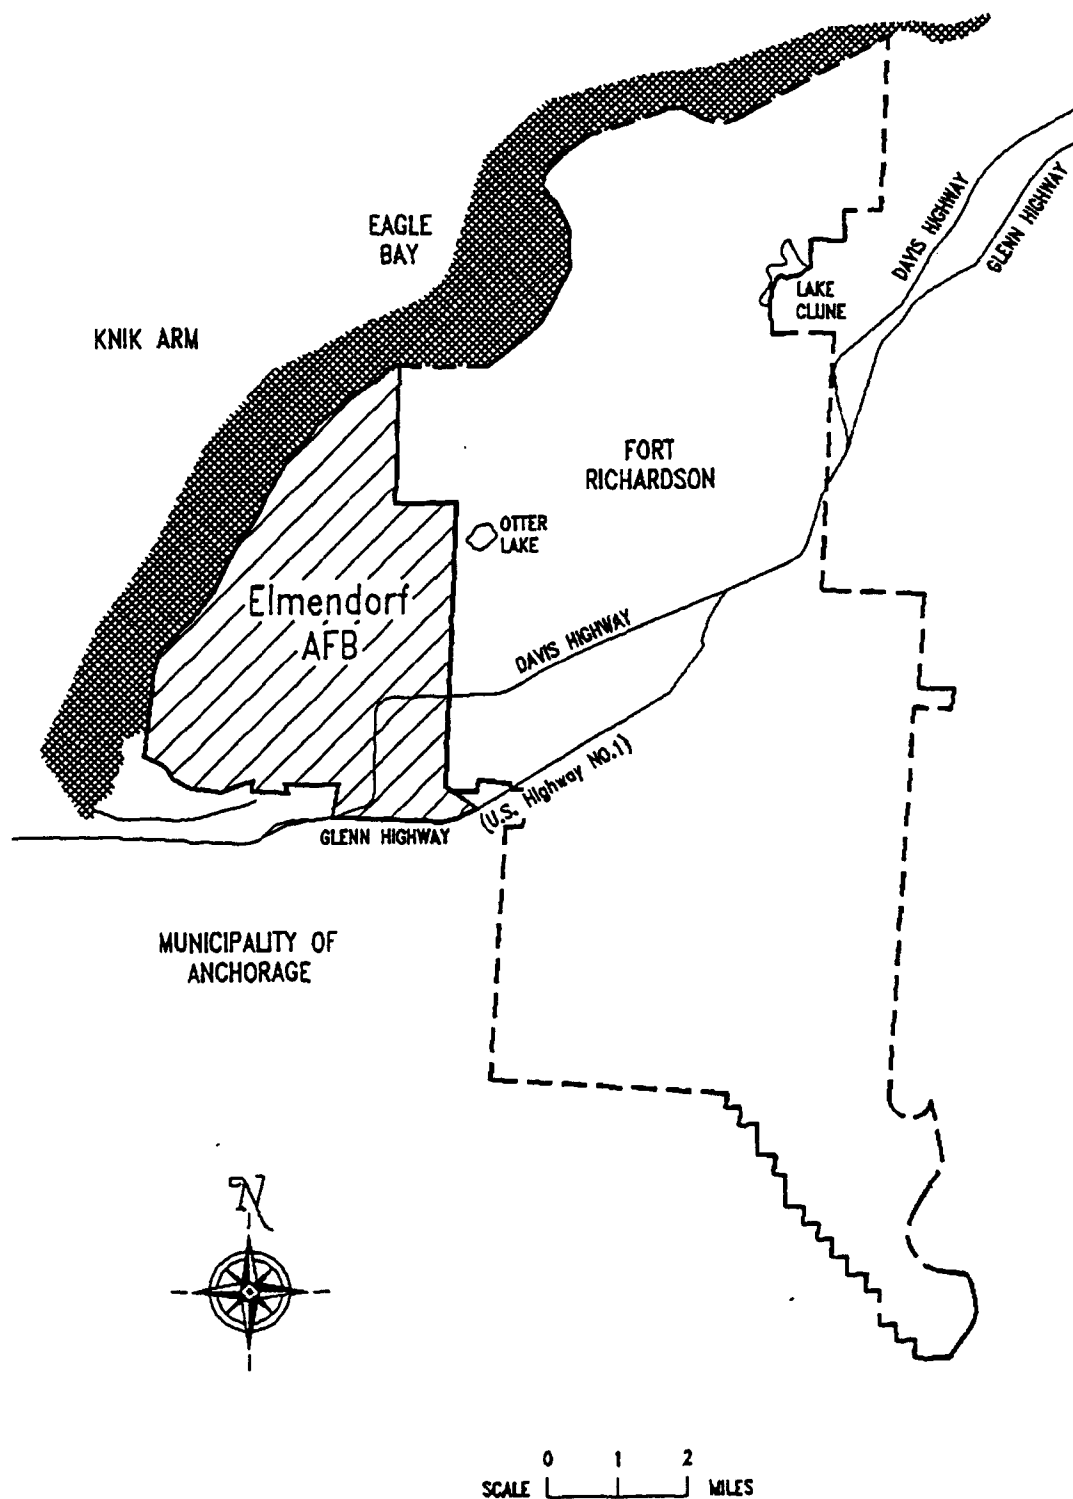 EAGLE
BAY
KNIK ARM
DAVIS HIGHWAY
GLENN HIGHWAY
LAKE
CLUNE
FORT
RICHARDSON
OTTER
LAKE
Elmendorf
AFB
DAVIS HIGHWAY
(U.S. Highway NO.1)
GLENN HIGHWAY
MUNICIPALITY OF
ANCHORAGE
N
0 1 2
SCALE MILES